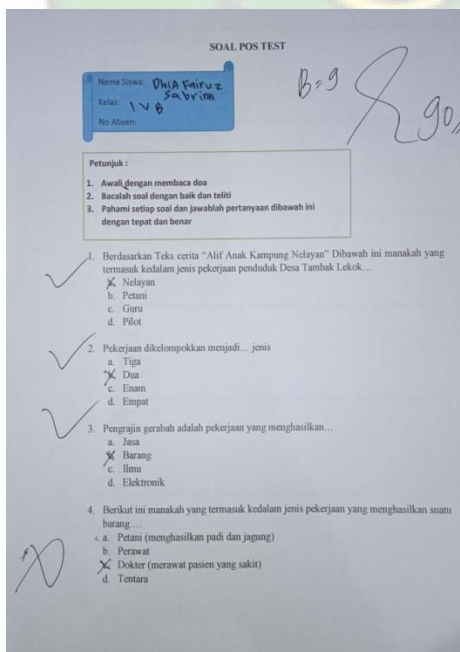 SOAL POS TEST
Nama Siswa: Dhia Fairuz
Sabrina
Kelas: IV B
No Absen:
B = 9
90
Petunjuk :
1. Awali dengan membaca doa
2. Bacalah soal dengan baik dan teliti
3. Pahami setiap soal dan jawablah pertanyaan dibawah ini
dengan tepat dan benar
1. Berdasarkan Teks cerita "Alif Anak Kampung Nelayan" Dibawah ini manakah yang
termasuk kedalam jenis pekerjaan penduduk Desa Tambak Lekok…
a. Nelayan
b. Petani
c. Guru
d. Pilot
2. Pekerjaan dikelompokkan menjadi… jenis
a. Tiga
b. Dua
c. Enam
d. Empat
3. Pengrajin gerabah adalah pekerjaan yang menghasilkan…
a. Jasa
b. Barang
c. Ilmu
d. Elektronik
4. Berikut ini manakah yang termasuk kedalam jenis pekerjaan yang menghasilkan suatu
barang….
a. Petani (menghasilkan padi dan jagung)
b. Perawat
c. Dokter (merawat pasien yang sakit)
d. Tentara